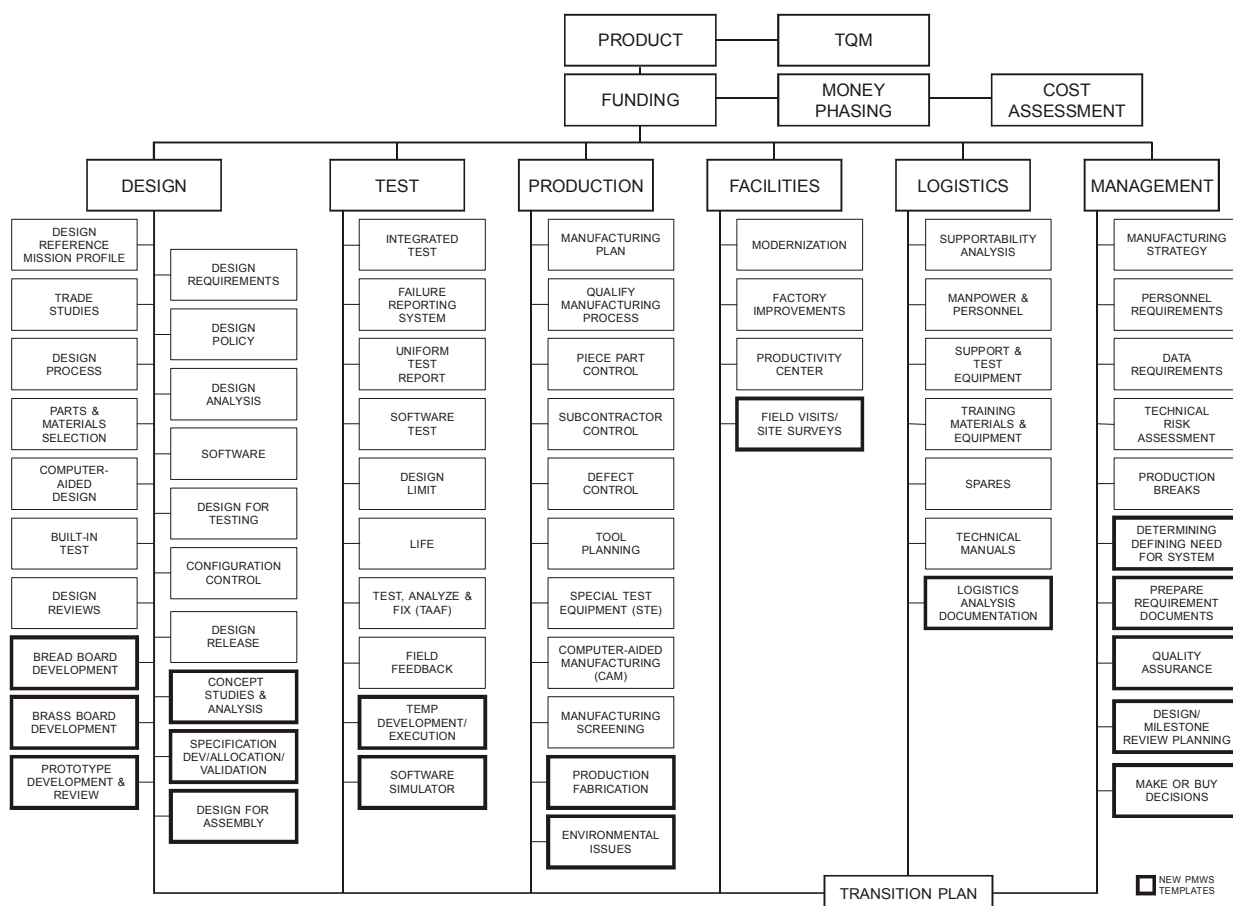 PRODUCT
TQM
FUNDING
MONEY
PHASING
COST
ASSESSMENT
DESIGN
TEST
PRODUCTION
FACILITIES
LOGISTICS
MANAGEMENT
DESIGN
REFERENCE
MISSION PROFILE
TRADE
STUDIES
DESIGN
PROCESS
PARTS &
MATERIALS
SELECTION
COMPUTER-
AIDED
DESIGN
BUILT-IN
TEST
DESIGN
REVIEWS
BREAD BOARD
DEVELOPMENT
BRASS BOARD
DEVELOPMENT
PROTOTYPE
DEVELOPMENT &
REVIEW
DESIGN
REQUIREMENTS
DESIGN
POLICY
DESIGN
ANALYSIS
SOFTWARE
DESIGN FOR
TESTING
CONFIGURATION
CONTROL
DESIGN
RELEASE
CONCEPT
STUDIES &
ANALYSIS
SPECIFICATION
DEV/ALLOCATION/
VALIDATION
DESIGN FOR
ASSEMBLY
INTEGRATED
TEST
FAILURE
REPORTING
SYSTEM
UNIFORM
TEST
REPORT
SOFTWARE
TEST
DESIGN
LIMIT
LIFE
TEST, ANALYZE &
FIX (TAAF)
FIELD
FEEDBACK
TEMP
DEVELOPMENT/
EXECUTION
SOFTWARE
SIMULATOR
MANUFACTURING
PLAN
QUALIFY
MANUFACTURING
PROCESS
PIECE PART
CONTROL
SUBCONTRACTOR
CONTROL
DEFECT
CONTROL
TOOL
PLANNING
SPECIAL TEST
EQUIPMENT (STE)
COMPUTER-AIDED
MANUFACTURING
(CAM)
MANUFACTURING
SCREENING
PRODUCTION
FABRICATION
ENVIRONMENTAL
ISSUES
MODERNIZATION
FACTORY
IMPROVEMENTS
PRODUCTIVITY
CENTER
FIELD VISITS/
SITE SURVEYS
SUPPORTABILITY
ANALYSIS
MANPOWER &
PERSONNEL
SUPPORT &
TEST
EQUIPMENT
TRAINING
MATERIALS &
EQUIPMENT
SPARES
TECHNICAL
MANUALS
LOGISTICS
ANALYSIS
DOCUMENTATION
MANUFACTURING
STRATEGY
PERSONNEL
REQUIREMENTS
DATA
REQUIREMENTS
TECHNICAL
RISK
ASSESSMENT
PRODUCTION
BREAKS
DETERMINING
DEFINING NEED
FOR SYSTEM
PREPARE
REQUIREMENT
DOCUMENTS
QUALITY
ASSURANCE
DESIGN/
MILESTONE
REVIEW PLANNING
MAKE OR BUY
DECISIONS
TRANSITION PLAN
NEW PMWS
TEMPLATES